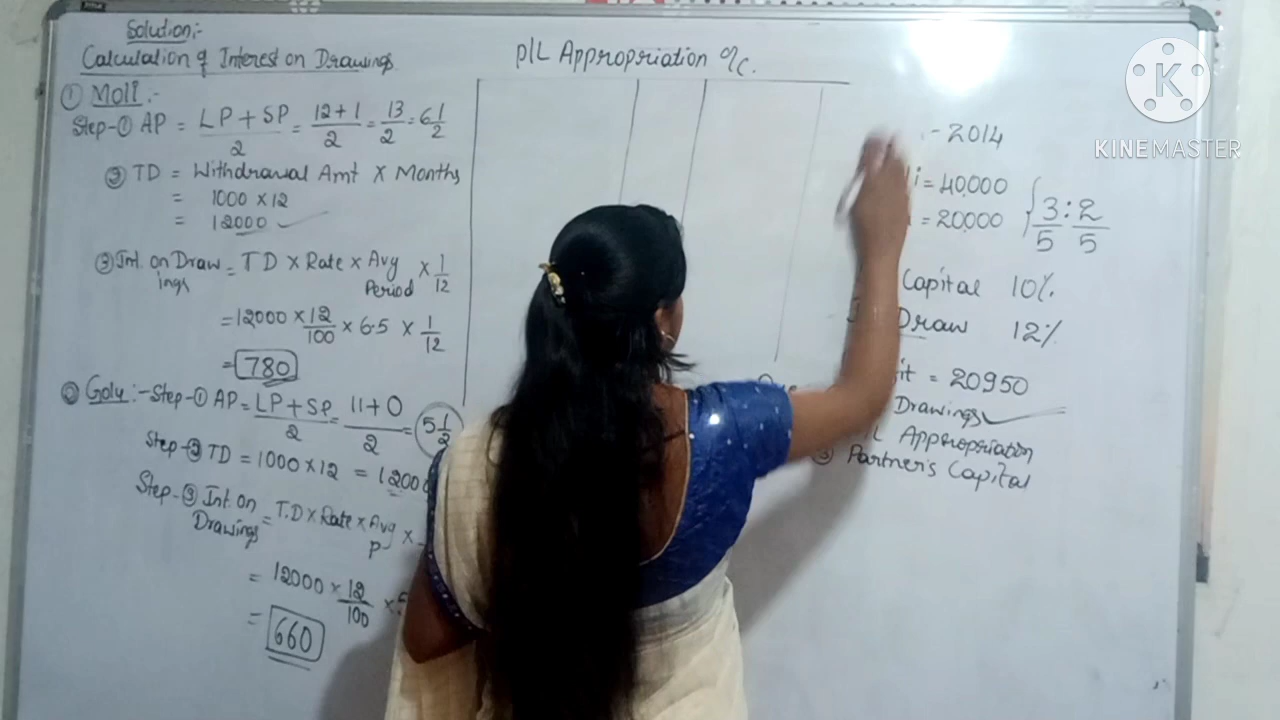 Solution:-
Calculation of Interest on Drawings
① Moli :-
Step-① AP = LP + SP / 2 = 12+1 / 2 = 13 / 2 = 6 1/2
② TD = Withdrawal Amt × Months
= 1000 × 12
= 12000
③ Int. on Drawings = TD × Rate × Avg Period × 1/12
= 12000 × 12/100 × 6.5 × 1/12
= 780
② Golu :- Step-① AP = LP + SP / 2 = 11+0 / 2 = 5 1/2
Step-② TD = 1000 × 12 = 12000
Step-③ Int. on Drawings = T.D × Rate × Avg P ×
= 12000 × 12/100 ×
= 660
P/L Appropriation a/c.
:- 2014
i = 40,000
= 20,000
3/5 : 2/5
Capital 10%
Draw 12%
it = 20950
Drawings
L Appropriation
③ Partner's Capital
K
KINEMASTER